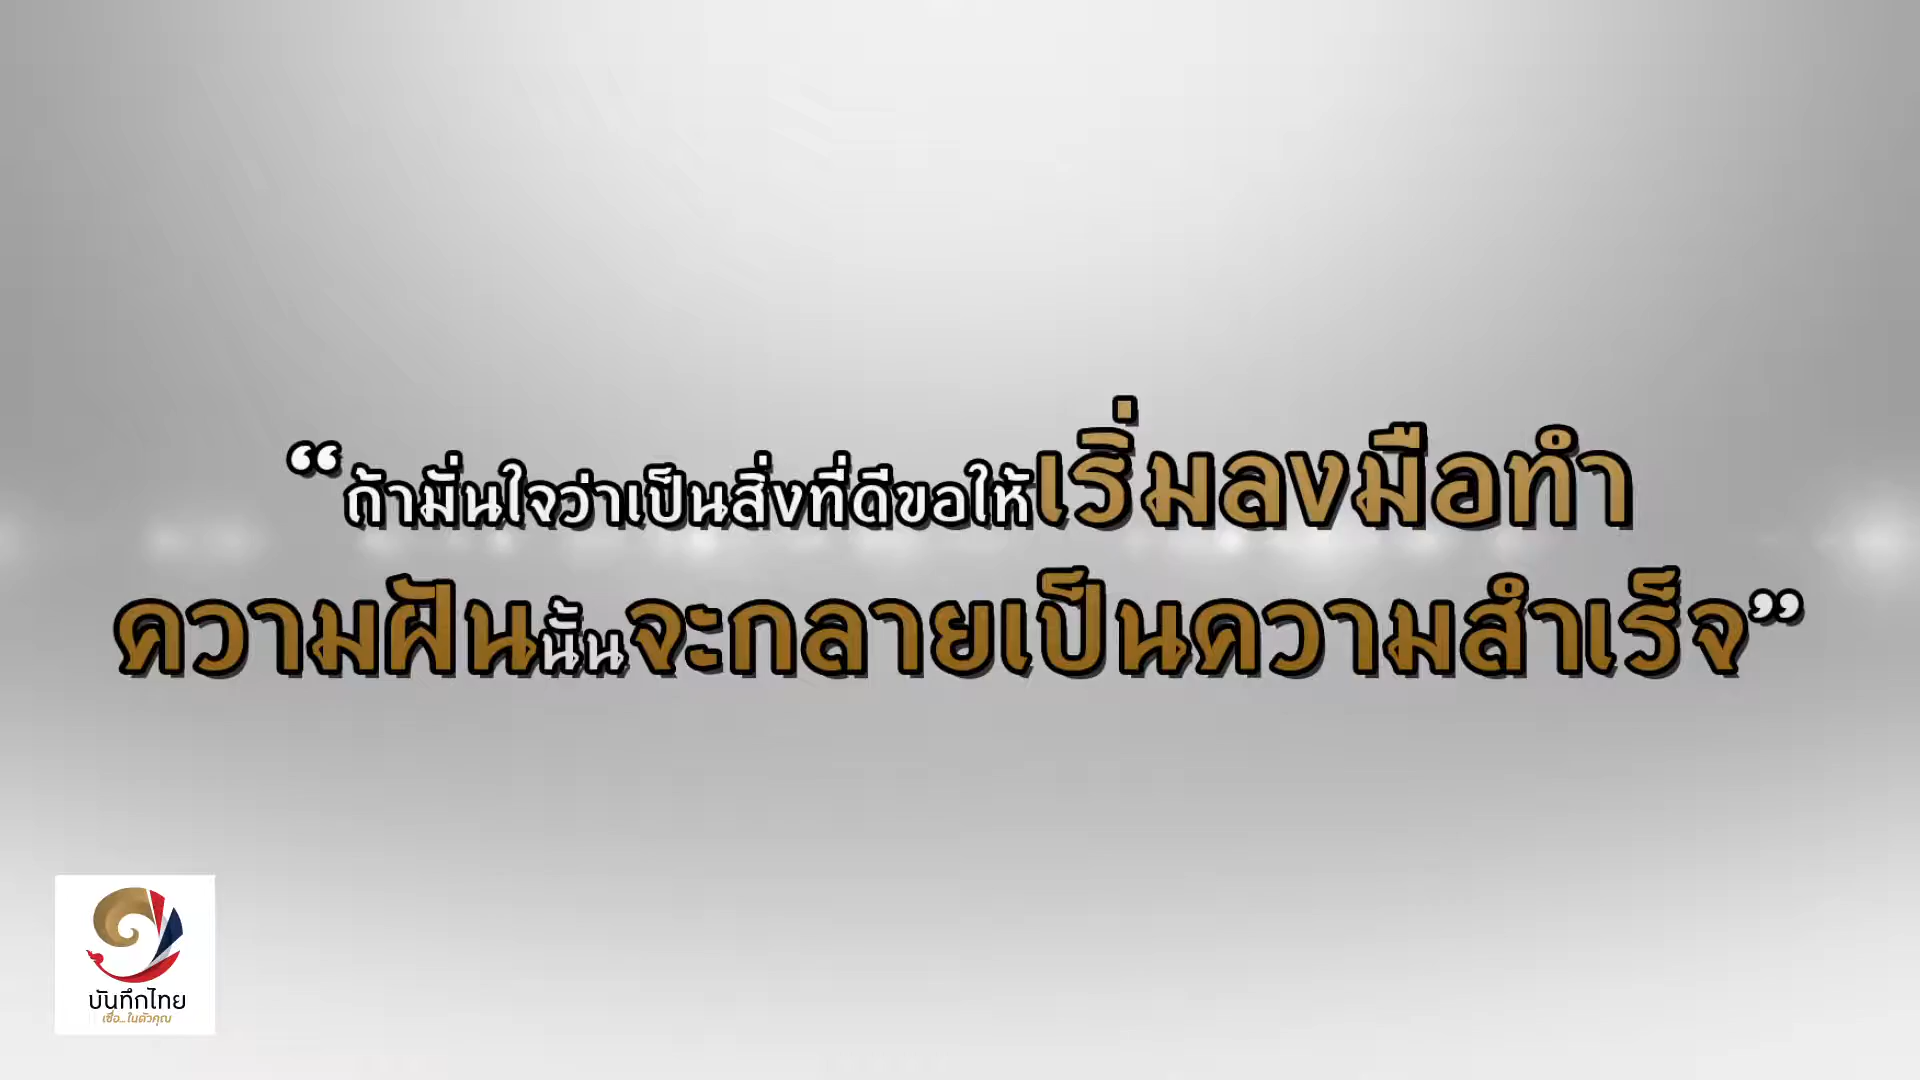 “ถ้ามั่นใจว่าเป็นสิ่งที่ดีขอให้เริ่มลงมือทำ
ความฝันนั้นจะกลายเป็นความสำเร็จ”
บันทึกไทย
เชื่อ...ในตัวคุณ